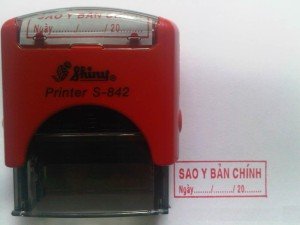 SAO Y BẢN CHÍNH
Ngày......./........./ 20.......
Shiny
Printer S-842
SAO Y BẢN CHÍNH
Ngày......../......../ 20.......